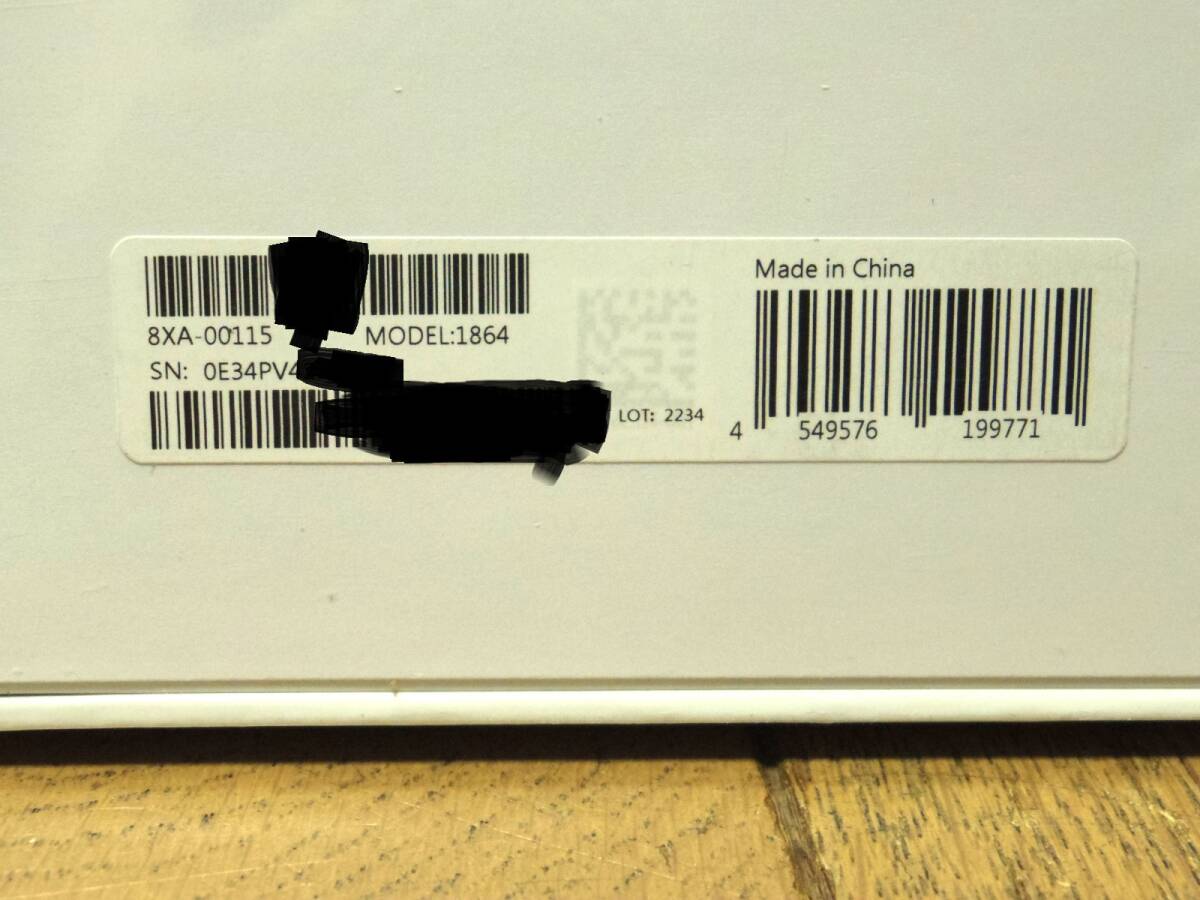 8XA-00115 MODEL:1864
SN: 0E34PV4
LOT: 2234
Made in China
4 549576 199771